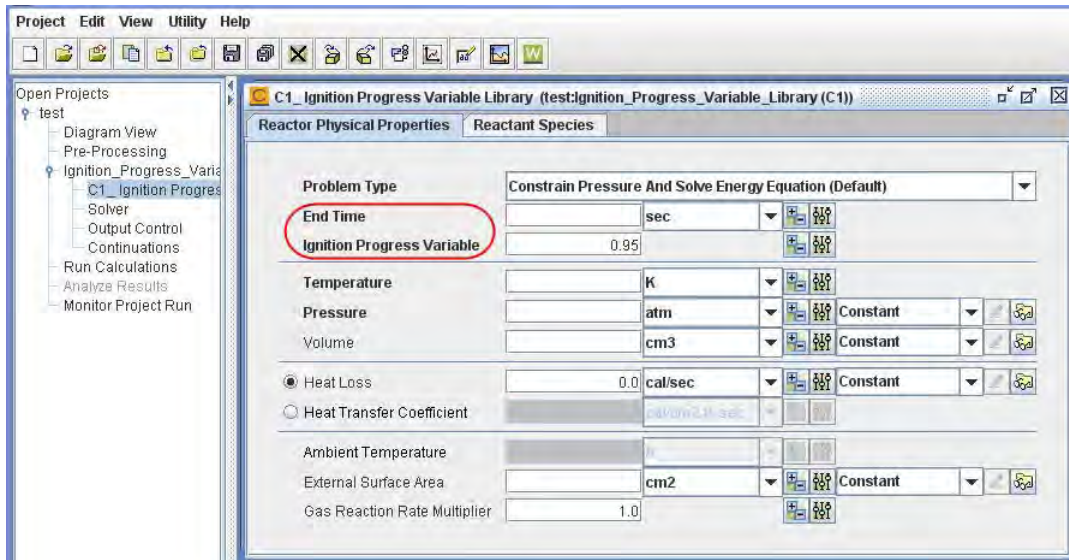 Project Edit View Utility Help
W
Open Projects
test
Diagram View
Pre-Processing
Ignition_Progress_Varia
C1_ Ignition Progres
Solver
Output Control
Continuations
Run Calculations
Analyze Results
Monitor Project Run
C C1_ Ignition Progress Variable Library (test:Ignition_Progress_Variable_Library (C1))
Reactor Physical Properties Reactant Species
Problem Type Constrain Pressure And Solve Energy Equation (Default)
End Time sec
Ignition Progress Variable 0.95
Temperature K
Pressure atm Constant
Volume cm3 Constant
Heat Loss 0.0 cal/sec Constant
Heat Transfer Coefficient
Ambient Temperature
External Surface Area cm2 Constant
Gas Reaction Rate Multiplier 1.0